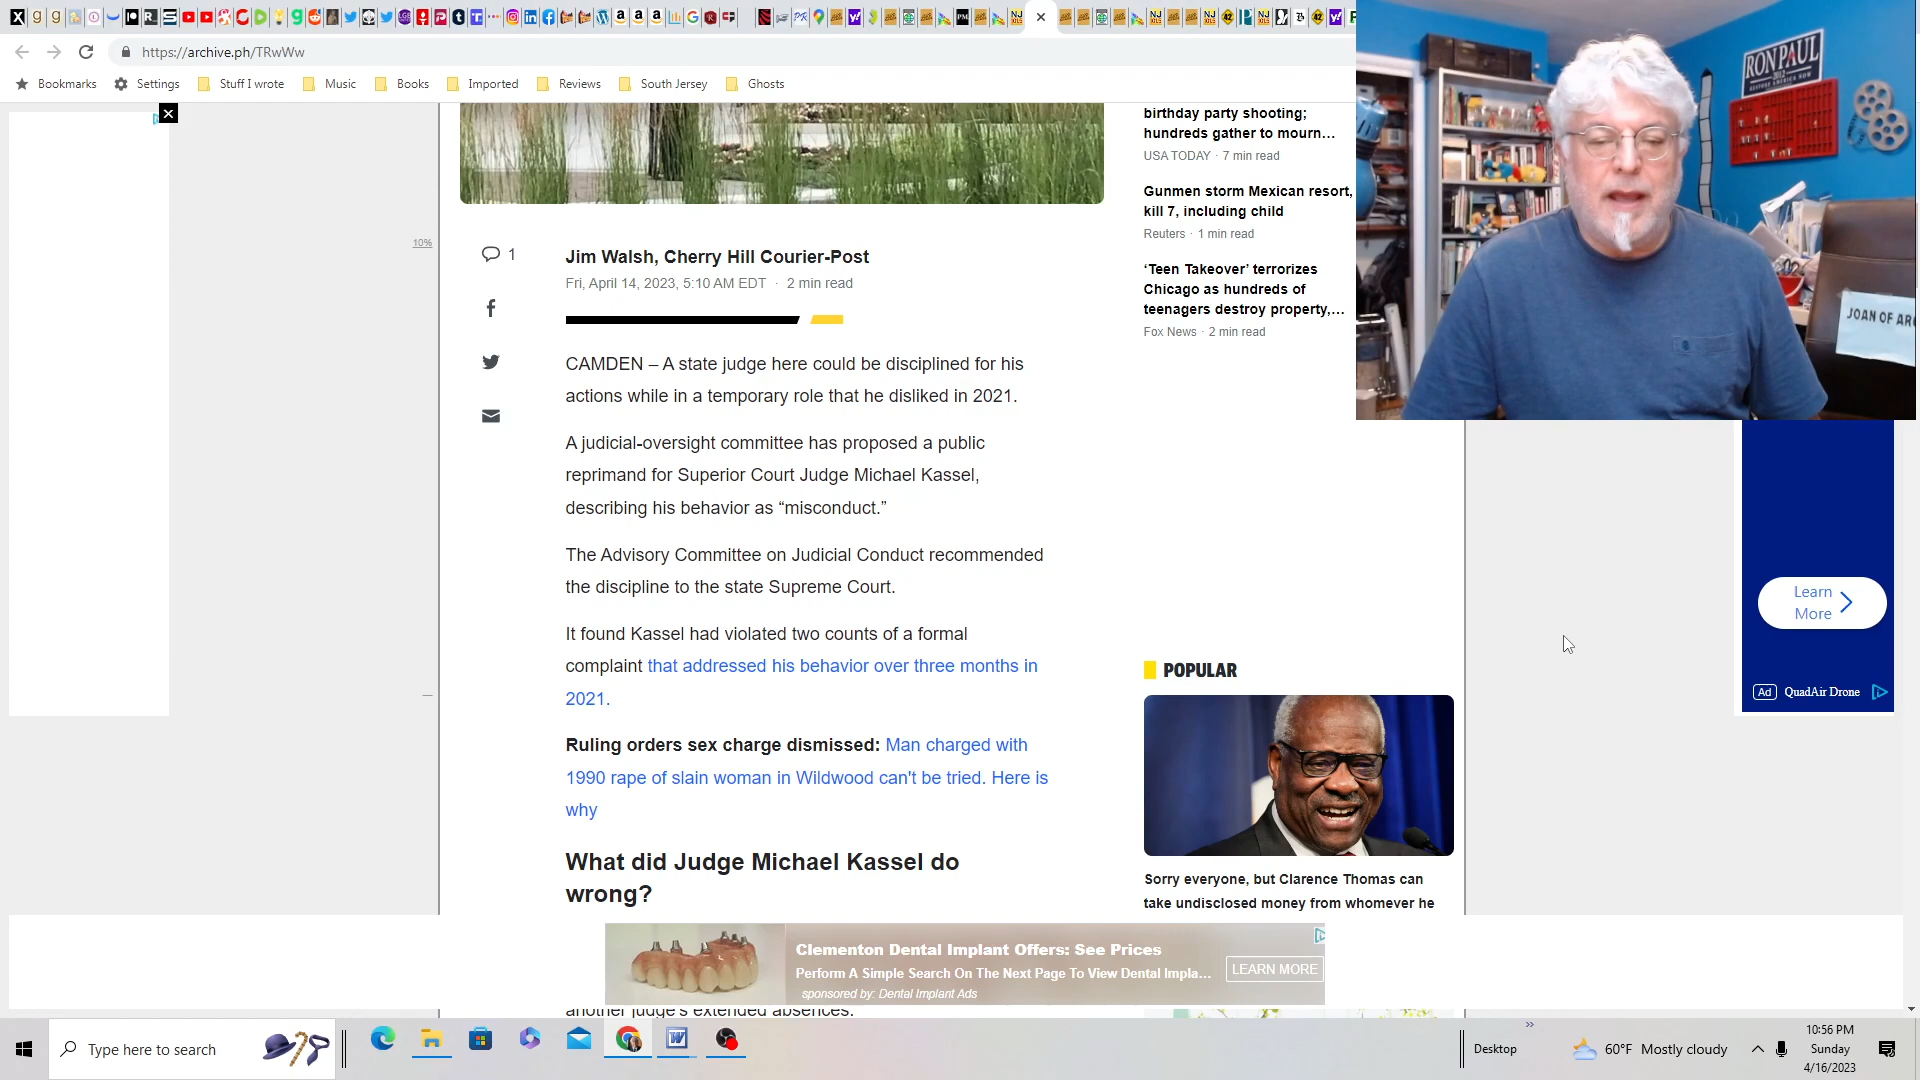 https://archive.ph/TRwWw
Bookmarks
Settings
Stuff I wrote
Music
Books
Imported
Reviews
South Jersey
Ghosts
10%
1
Jim Walsh, Cherry Hill Courier-Post
Fri, April 14, 2023, 5:10 AM EDT · 2 min read
CAMDEN – A state judge here could be disciplined for his
actions while in a temporary role that he disliked in 2021.
A judicial-oversight committee has proposed a public
reprimand for Superior Court Judge Michael Kassel,
describing his behavior as “misconduct.”
The Advisory Committee on Judicial Conduct recommended
the discipline to the state Supreme Court.
It found Kassel had violated two counts of a formal
complaint that addressed his behavior over three months in
2021.
Ruling orders sex charge dismissed: Man charged with
1990 rape of slain woman in Wildwood can't be tried. Here is
why
What did Judge Michael Kassel do
wrong?
another judge's extended absences.
birthday party shooting;
hundreds gather to mourn...
USA TODAY · 7 min read
Gunmen storm Mexican resort,
kill 7, including child
Reuters · 1 min read
‘Teen Takeover’ terrorizes
Chicago as hundreds of
teenagers destroy property,...
Fox News · 2 min read
POPULAR
Sorry everyone, but Clarence Thomas can
take undisclosed money from whomever he
RON PAUL
2012
RESTORE AMERICA NOW
JOAN OF AR
Learn
More
Ad QuadAir Drone
Clementon Dental Implant Offers: See Prices
Perform A Simple Search On The Next Page To View Dental Impla...
sponsored by: Dental Implant Ads
LEARN MORE
Type here to search
Desktop
60°F Mostly cloudy
10:56 PM
Sunday
4/16/2023